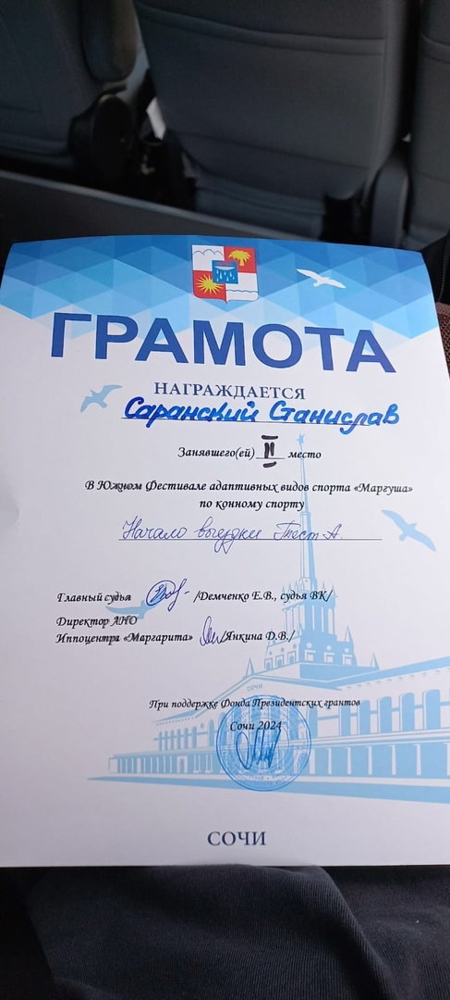 ГРАМОТА
НАГРАЖДАЕТСЯ
Саранский Станислав
Занявшего(ей) II место
В Южном Фестивале адаптивных видов спорта «Маргуша»
по конному спорту
Начало выездки Тест А.
Главный судья /Демченко Е.В., судья ВК/
Директор АНО
Иппоцентра «Маргарита» /Янкина Д.В./
При поддержке Фонда Президентских грантов
Сочи 2024
СОЧИ